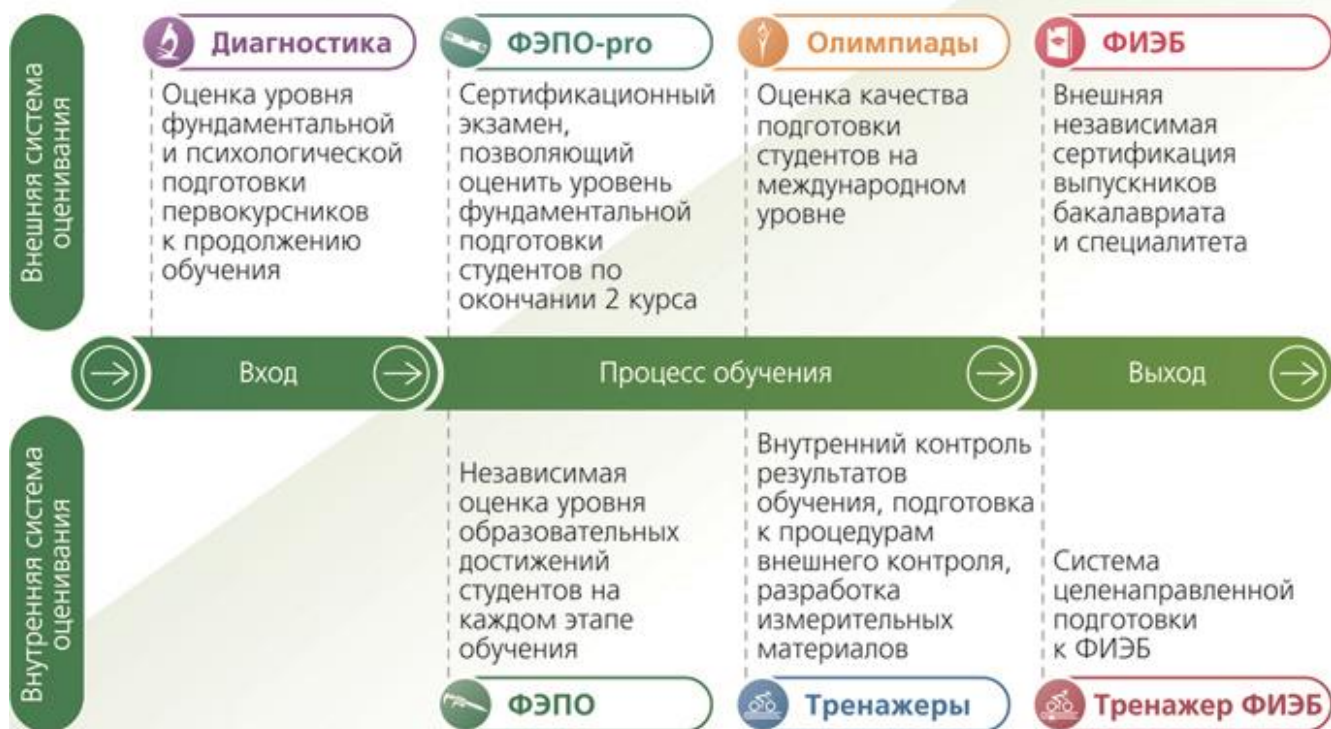 Внешняя система
оценивания
Диагностика
Оценка уровня
фундаментальной
и психологической
подготовки
первокурсников
к продолжению
обучения
ФЭПО-pro
Сертификационный
экзамен,
позволяющий
оценить уровень
фундаментальной
подготовки
студентов по
окончании 2 курса
Олимпиады
Оценка качества
подготовки
студентов на
международном
уровне
ФИЭБ
Внешняя
независимая
сертификация
выпускников
бакалавриата
и специалитета
Вход
Процесс обучения
Выход
Внутренняя система
оценивания
Независимая
оценка уровня
образовательных
достижений
студентов на
каждом этапе
обучения
ФЭПО
Внутренний контроль
результатов
обучения, подготовка
к процедурам
внешнего контроля,
разработка
измерительных
материалов
Тренажеры
Система
целенаправленной
подготовки
к ФИЭБ
Тренажер ФИЭБ